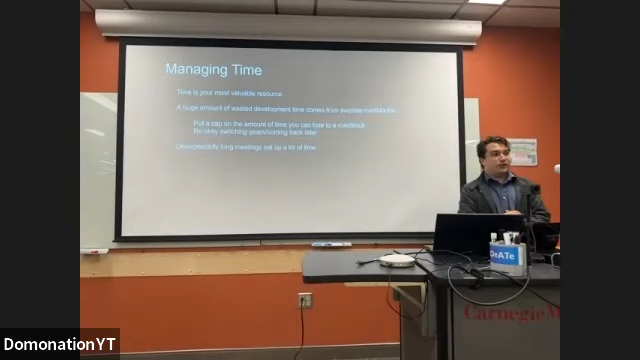 Managing Time
Time is your most valuable resource
A huge amount of wasted development time comes from surprise roadblocks...
Put a cap on the amount of time you can lose to a roadblock
Be okay switching gears/coming back later
Unnecessarily long meetings eat up a lot of time
DeATe
CarnegieM
DomonationYT